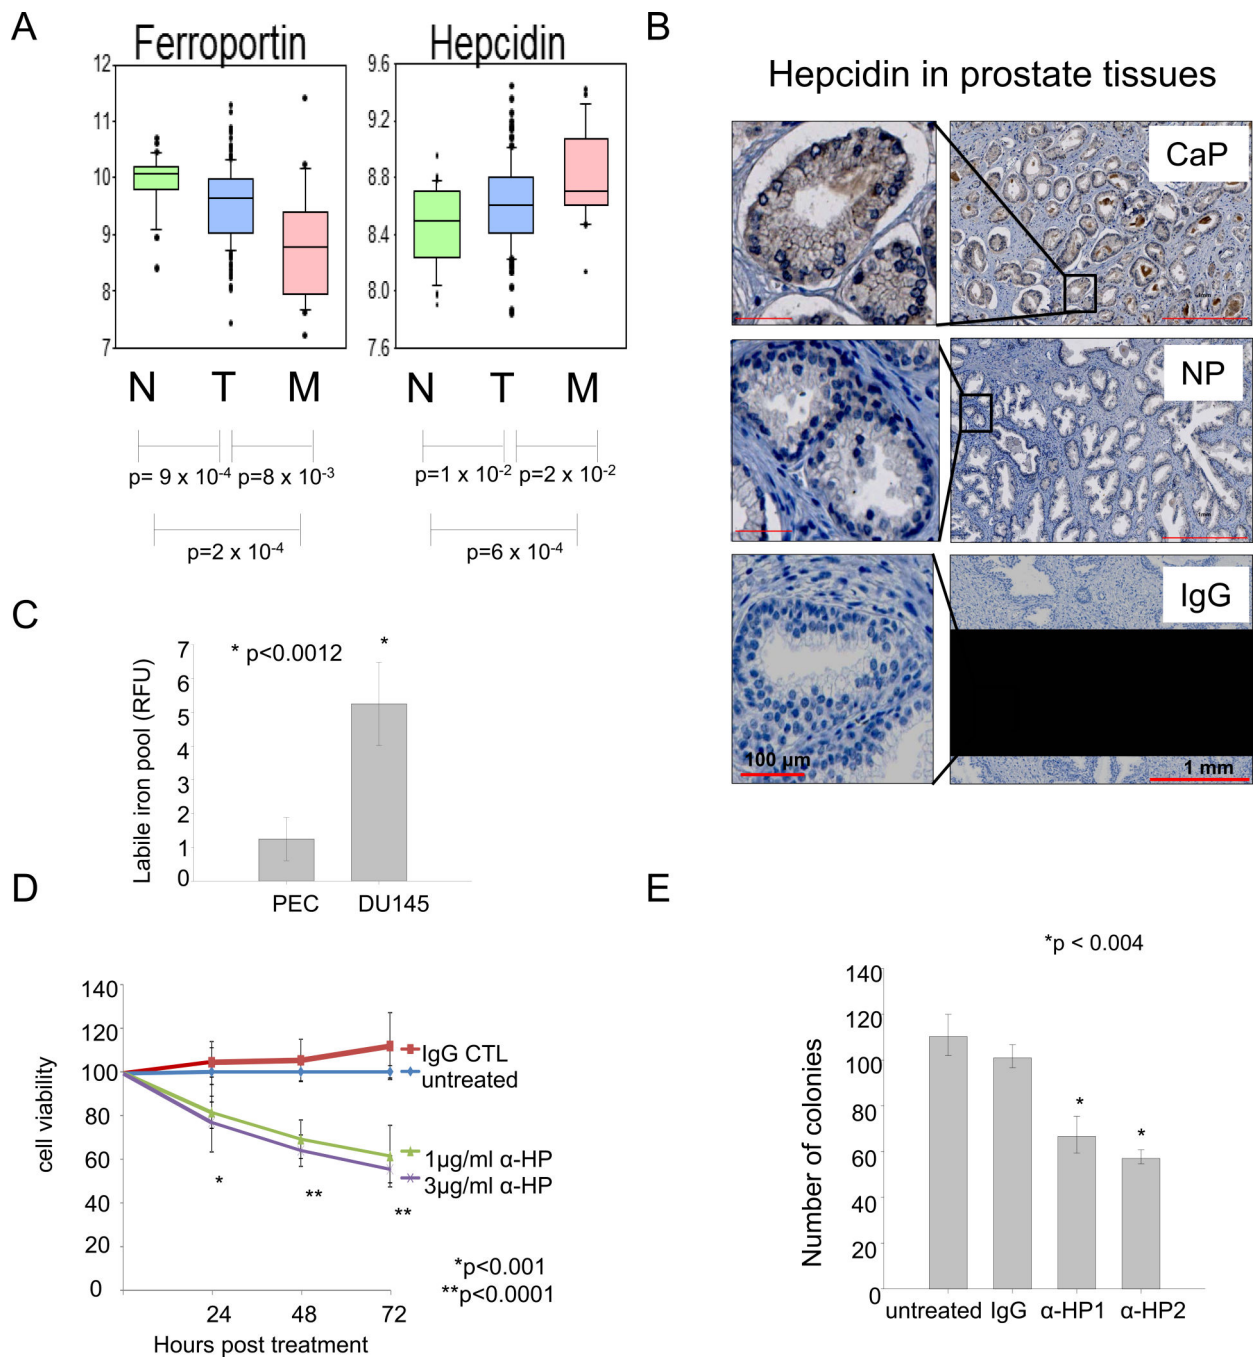 A
Ferroportin
Hepcidin
12
11
10
9
8
7
9.6
9.2
8.8
8.4
8.0
7.6
N T M
N T M
p= 9 x 10-4 p=8 x 10-3
p=2 x 10-4
p=1 x 10-2 p=2 x 10-2
p=6 x 10-4
B
Hepcidin in prostate tissues
CaP
NP
IgG
100 µm
1 mm
C
Labile iron pool (RFU)
7
6
5
4
3
2
1
0
* p<0.0012
*
PEC DU145
D
cell viability
140
120
100
80
60
40
20
0
IgG CTL
untreated
1µg/ml α-HP
3µg/ml α-HP
*
**
**
*p<0.001
**p<0.0001
24 48 72
Hours post treatment
E
*p < 0.004
Number of colonies
140
120
100
80
60
40
20
0
*
*
untreated IgG α-HP1 α-HP2